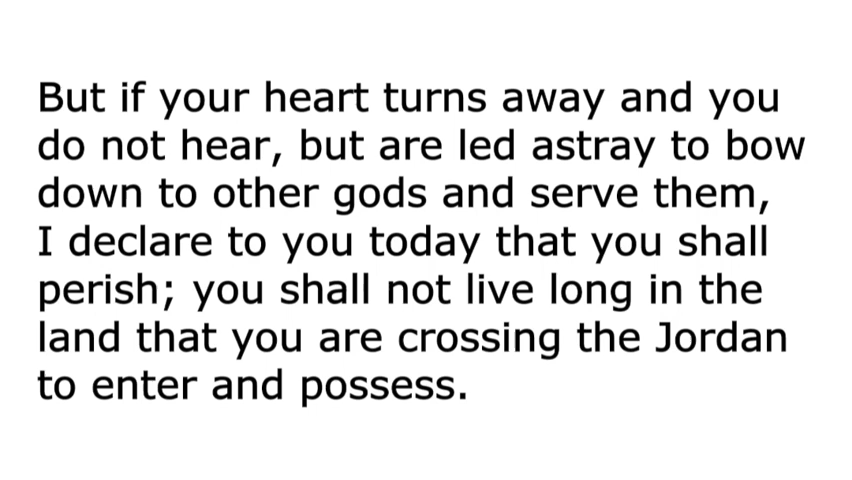 But if your heart turns away and you
do not hear, but are led astray to bow
down to other gods and serve them,
I declare to you today that you shall
perish; you shall not live long in the
land that you are crossing the Jordan
to enter and possess.